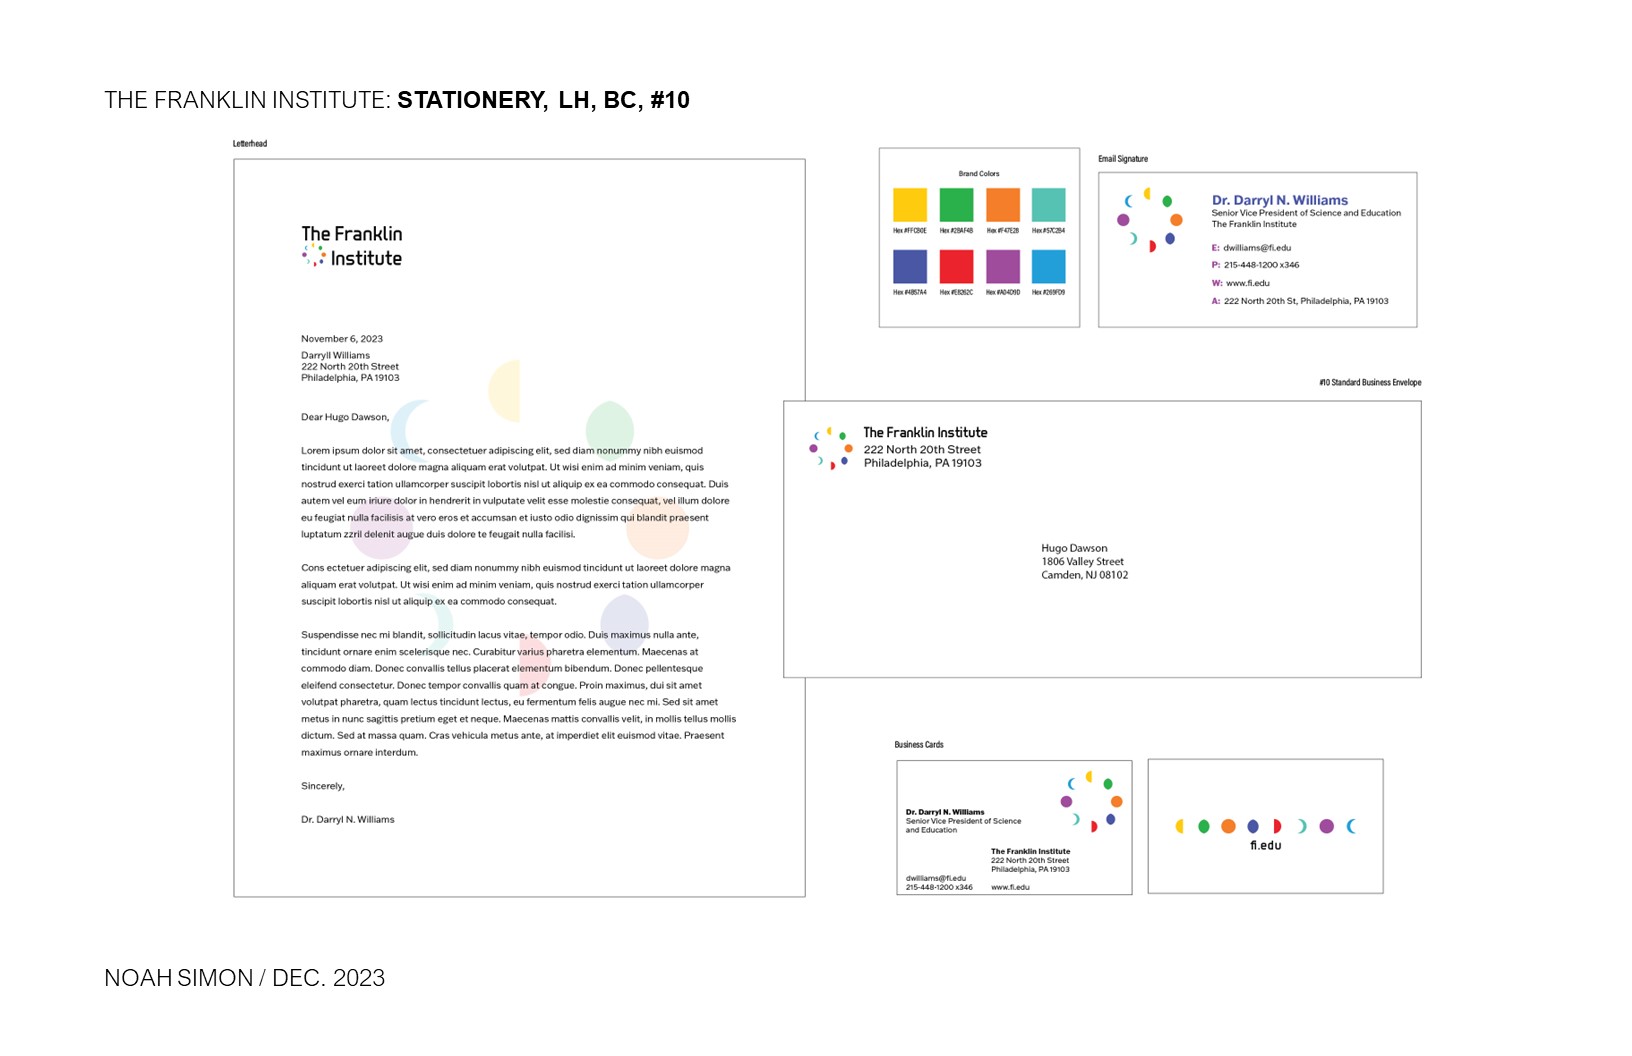 THE FRANKLIN INSTITUTE: STATIONERY, LH, BC, #10
Letterhead
The Franklin
Institute
November 6, 2023
Darryll Williams
222 North 20th Street
Philadelphia, PA 19103
Dear Hugo Dawson,
Lorem ipsum dolor sit amet, consectetuer adipiscing elit, sed diam nonummy nibh euismod
tincidunt ut laoreet dolore magna aliquam erat volutpat. Ut wisi enim ad minim veniam, quis
nostrud exerci tation ullamcorper suscipit lobortis nisl ut aliquip ex ea commodo consequat. Duis
autem vel eum iriure dolor in hendrerit in vulputate velit esse molestie consequat, vel illum dolore
eu feugiat nulla facilisis at vero eros et accumsan et iusto odio dignissim qui blandit praesent
luptatum zzril delenit augue duis dolore te feugait nulla facilisi.
Cons ectetuer adipiscing elit, sed diam nonummy nibh euismod tincidunt ut laoreet dolore magna
aliquam erat volutpat. Ut wisi enim ad minim veniam, quis nostrud exerci tation ullamcorper
suscipit lobortis nisl ut aliquip ex ea commodo consequat.
Suspendisse nec mi blandit, sollicitudin lacus vitae, tempor odio. Duis maximus nulla ante,
tincidunt ornare enim scelerisque nec. Curabitur varius pharetra elementum. Maecenas at
commodo diam. Donec convallis tellus placerat elementum bibendum. Donec pellentesque
eleifend consectetur. Donec tempor convallis quam at congue. Proin maximus, dui sit amet
volutpat pharetra, quam lectus tincidunt lectus, eu fermentum felis augue nec mi. Sed sit amet
metus in nunc sagittis pretium eget et neque. Maecenas mattis convallis velit, in mollis tellus mollis
dictum. Sed at massa quam. Cras vehicula metus ante, at imperdiet elit euismod vitae. Praesent
maximus ornare interdum.
Sincerely,
Dr. Darryl N. Williams
Brand Colors
Hex #FFCB0E Hex #2BAF4B Hex #F47E2B Hex #57C2B4
Hex #4B57A4 Hex #E8262C Hex #A04D9D Hex #269FD9
Email Signature
Dr. Darryl N. Williams
Senior Vice President of Science and Education
The Franklin Institute
E: dwilliams@fi.edu
P: 215-448-1200 x346
W: www.fi.edu
A: 222 North 20th St, Philadelphia, PA 19103
#10 Standard Business Envelope
The Franklin Institute
222 North 20th Street
Philadelphia, PA 19103
Hugo Dawson
1806 Valley Street
Camden, NJ 08102
Business Cards
Dr. Darryl N. Williams
Senior Vice President of Science
and Education
The Franklin Institute
222 North 20th Street
Philadelphia, PA 19103
dwilliams@fi.edu
215-448-1200 x346 www.fi.edu
fi.edu
NOAH SIMON / DEC. 2023